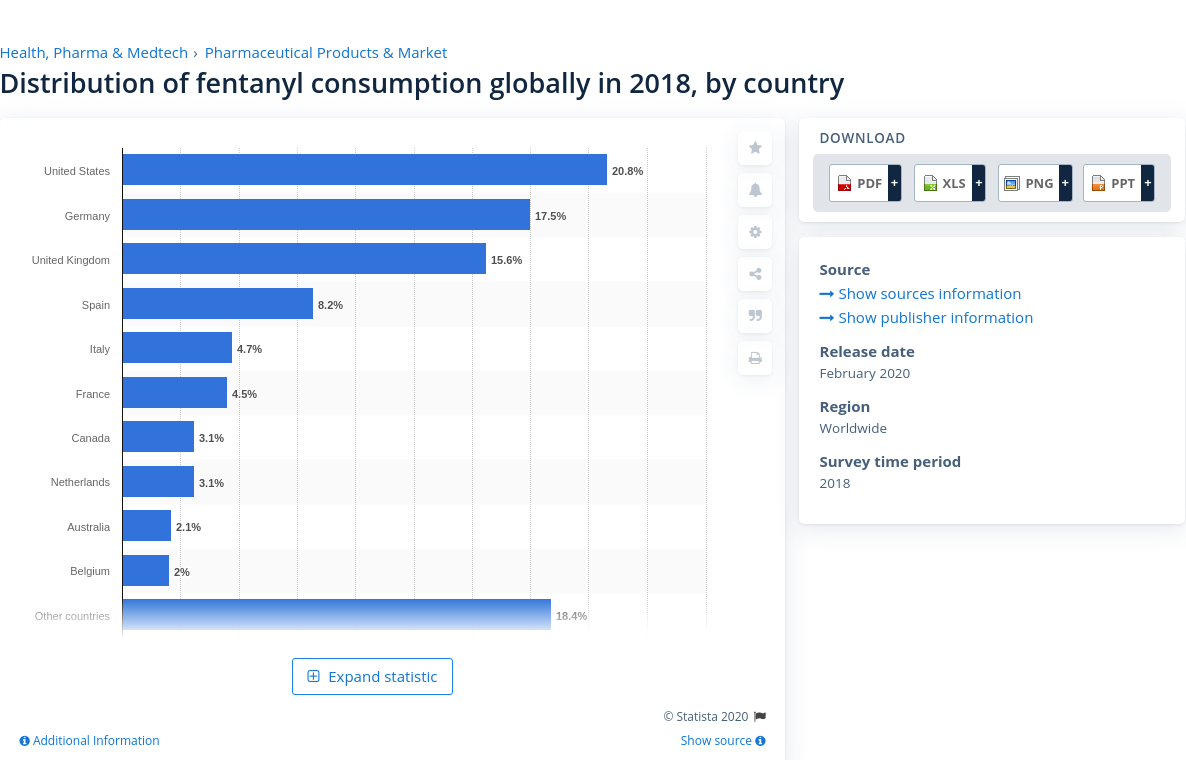 Health, Pharma & Medtech › Pharmaceutical Products & Market
Distribution of fentanyl consumption globally in 2018, by country
United States 20.8%
Germany 17.5%
United Kingdom 15.6%
Spain 8.2%
Italy 4.7%
France 4.5%
Canada 3.1%
Netherlands 3.1%
Australia 2.1%
Belgium 2%
Other countries 18.4%
Expand statistic
© Statista 2020
Additional Information
Show source
DOWNLOAD
PDF + XLS + PNG + PPT +
Source
Show sources information
Show publisher information
Release date
February 2020
Region
Worldwide
Survey time period
2018